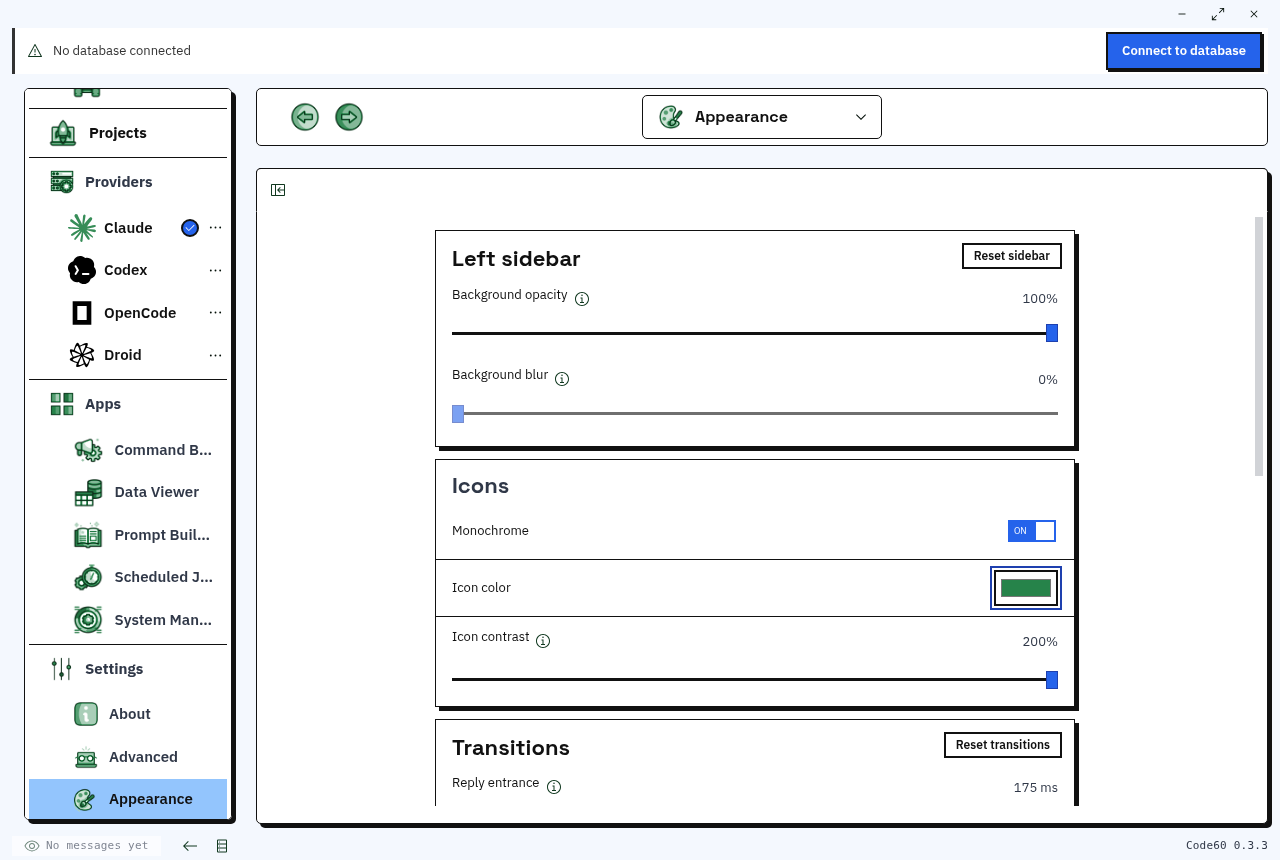 No database connected
Connect to database
Projects
Providers
Claude
Codex
OpenCode
Droid
Apps
Command B...
Data Viewer
Prompt Buil...
Scheduled J...
System Man...
Settings
About
Advanced
Appearance
Appearance
Left sidebar
Reset sidebar
Background opacity
100%
Background blur
0%
Icons
Monochrome
ON
Icon color
Icon contrast
200%
Transitions
Reset transitions
Reply entrance
175 ms
No messages yet
Code60 0.3.3